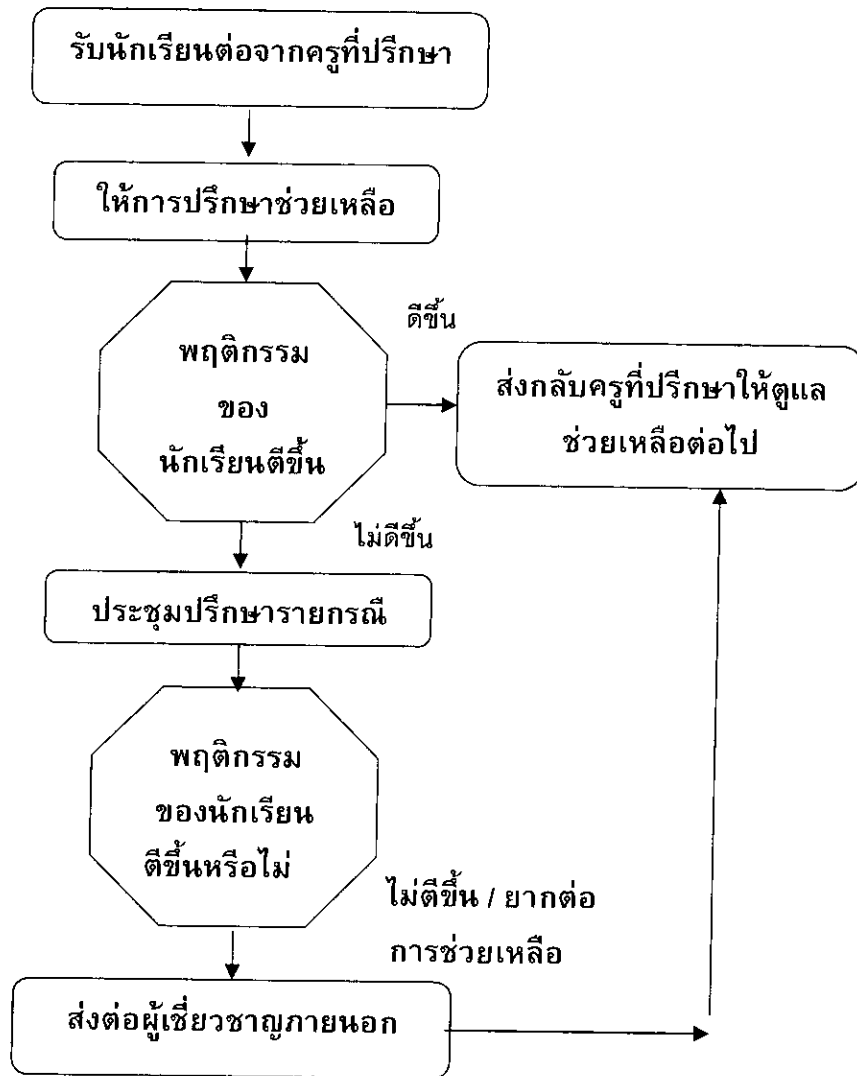 รับนักเรียนต่อจากครูที่ปรึกษา
ให้การปรึกษาช่วยเหลือ
พฤติกรรม
ของ
นักเรียนดีขึ้น
ดีขึ้น
ส่งกลับครูที่ปรึกษาให้ดูแล
ช่วยเหลือต่อไป
ไม่ดีขึ้น
ประชุมปรึกษารายกรณี
พฤติกรรม
ของนักเรียน
ดีขึ้นหรือไม่
ไม่ดีขึ้น / ยากต่อ
การช่วยเหลือ
ส่งต่อผู้เชี่ยวชาญภายนอก